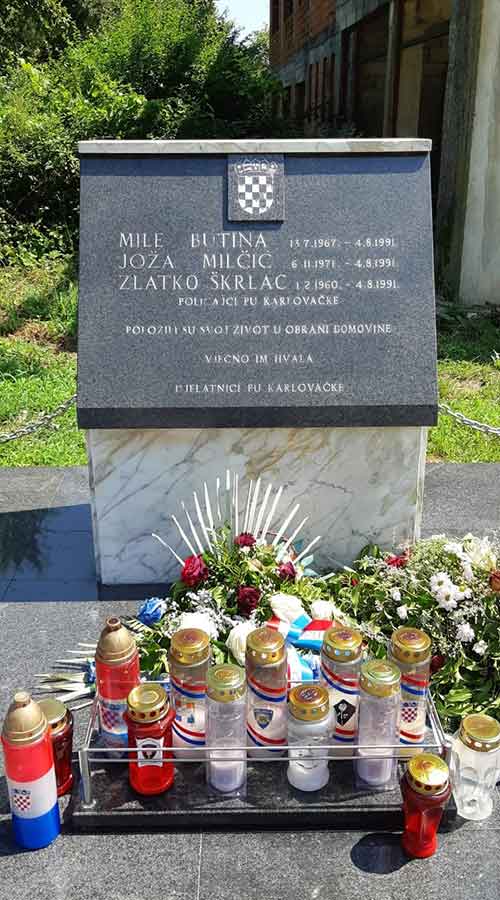 MILE BUTINA 13.7.1967. - 4.8.1991.
JOŽA MILČIĆ 6.11.1971. - 4.8.1991.
ZLATKO ŠKRLAC 1.2.1960. - 4.8.1991.
POLICAJCI PU KARLOVAČKE
POLOŽILI SU SVOJ ŽIVOT U OBRANI DOMOVINE
VJEČNO IM HVALA
DJELATNICI PU KARLOVAČKE